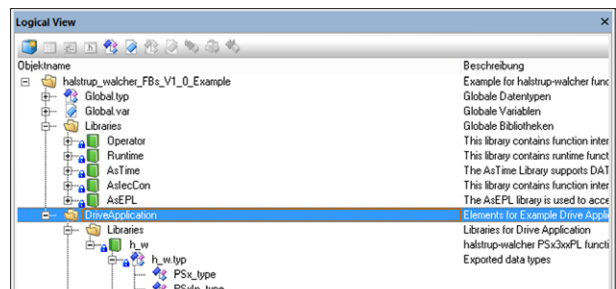 Logical View
Objektname Beschreibung
halstrup_walcher_FBs_V1_0_Example Example for halstrup-walcher func
Global.typ Globale Datentypen
Global.var Globale Variablen
Libraries Globale Bibliotheken
Operator This library contains function inter
Runtime This library contains runtime funct
AsTime The AsTime Library supports DAT
AsIecCon This library contains function inter
AsEPL The AsEPL library is used to acce
DriveApplication Elements for Example Drive Appli
Libraries Libraries for Drive Application
h_w halstrup-walcher PSx3xxPL functi
h_w.typ Exported data types
PSx_type
PSxIp_type